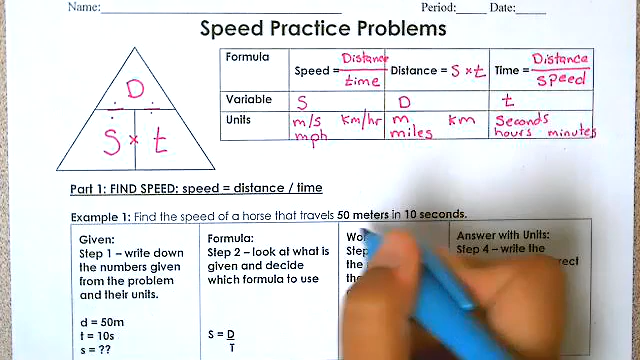 Name: Period: Date:
Speed Practice Problems
D
S × t
Formula Speed = Distance / time Distance = S × t Time = Distance / Speed
Variable S D t
Units m/s km/hr m km Seconds
mph miles hours minutes
Part 1: FIND SPEED: speed = distance / time
Example 1: Find the speed of a horse that travels 50 meters in 10 seconds.
Given:
Step 1 – write down
the numbers given
from the problem
and their units.
d = 50m
t = 10s
s = ??
Formula:
Step 2 – look at what is
given and decide
which formula to use
S = D
T
Answer with Units:
Step 4 – write the